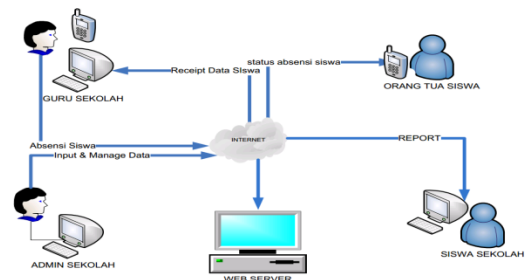 status absensi siswa
Receipt Data SIswa
GURU SEKOLAH
ORANG TUA SISWA
INTERNET
REPORT
Absensi Siswa
Input & Manage Data
ADMIN SEKOLAH
SISWA SEKOLAH
WEB SERVER